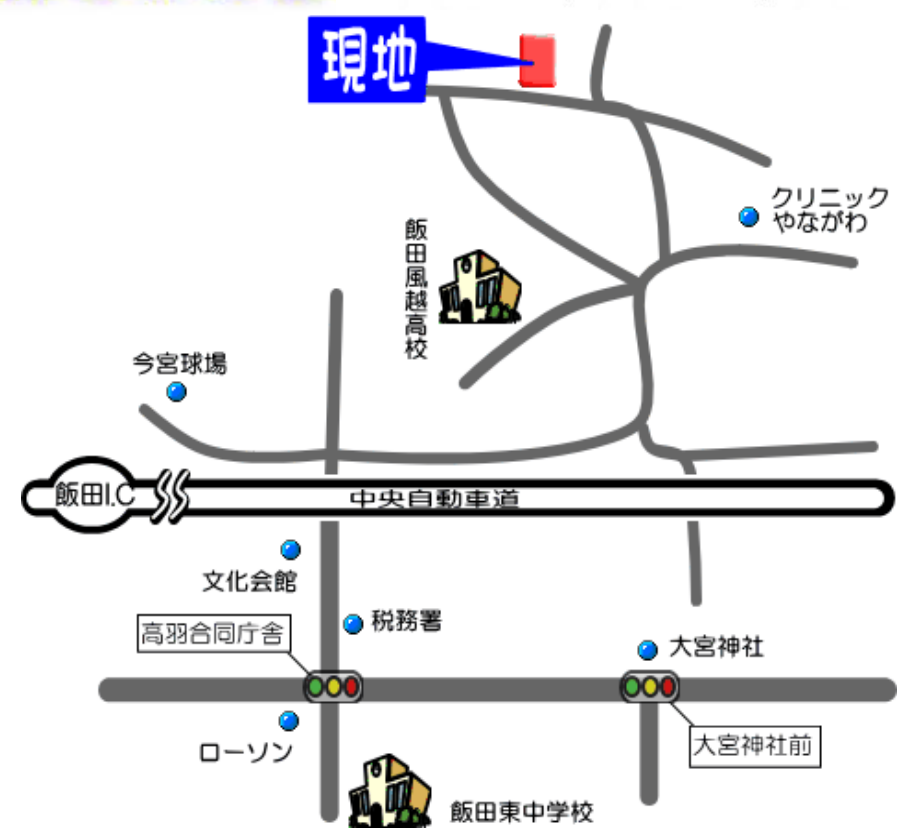 現地
クリニック
やながわ
飯田風越高校
今宮球場
飯田I.C
中央自動車道
文化会館
税務署
高羽合同庁舎
大宮神社
ローソン
大宮神社前
飯田東中学校